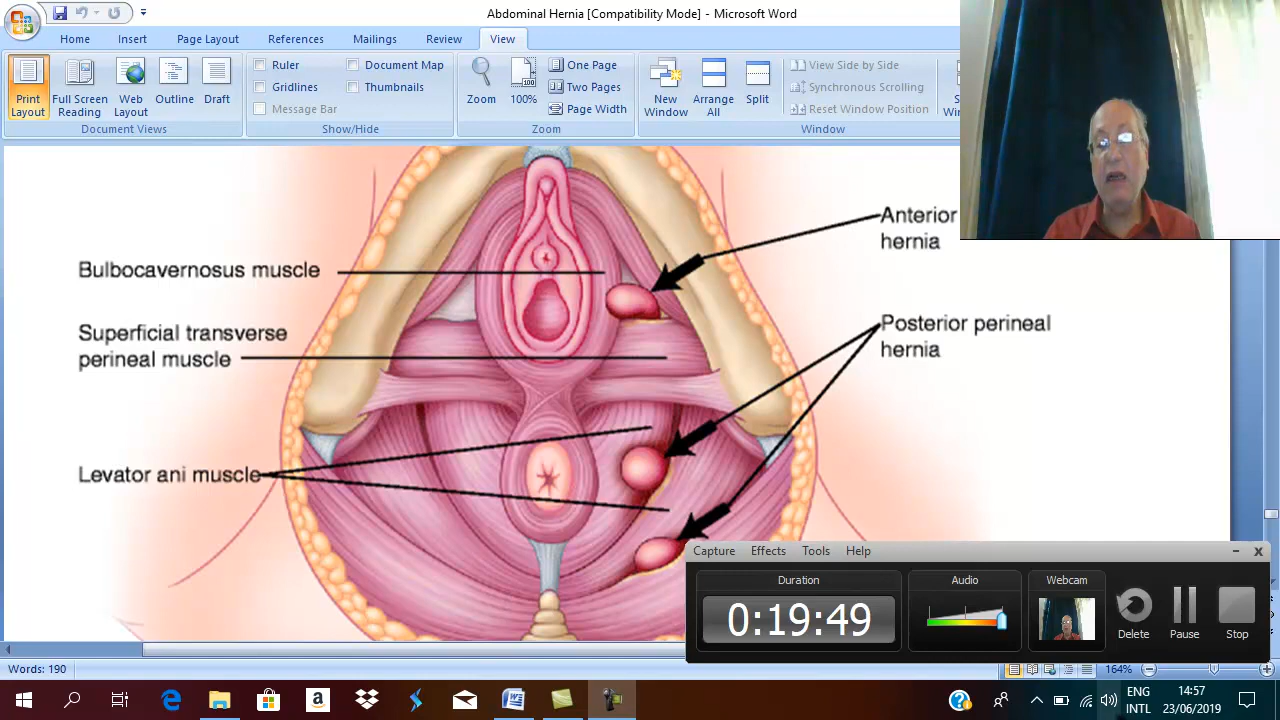 Abdominal Hernia [Compatibility Mode] - Microsoft Word
Home Insert Page Layout References Mailings Review View
Print Layout
Full Screen Reading
Web Layout
Outline
Draft
Document Views
Ruler
Gridlines
Message Bar
Document Map
Thumbnails
Show/Hide
Zoom
100%
One Page
Two Pages
Page Width
Zoom
New Window
Arrange All
Split
View Side by Side
Synchronous Scrolling
Reset Window Position
Window
Anterior
hernia
Bulbocavernosus muscle
Superficial transverse
perineal muscle
Posterior perineal
hernia
Levator ani muscle
Capture Effects Tools Help
Duration
0:19:49
Audio
Webcam
Delete
Pause
Stop
Words: 190
164%
ENG
INTL
14:57
23/06/2019